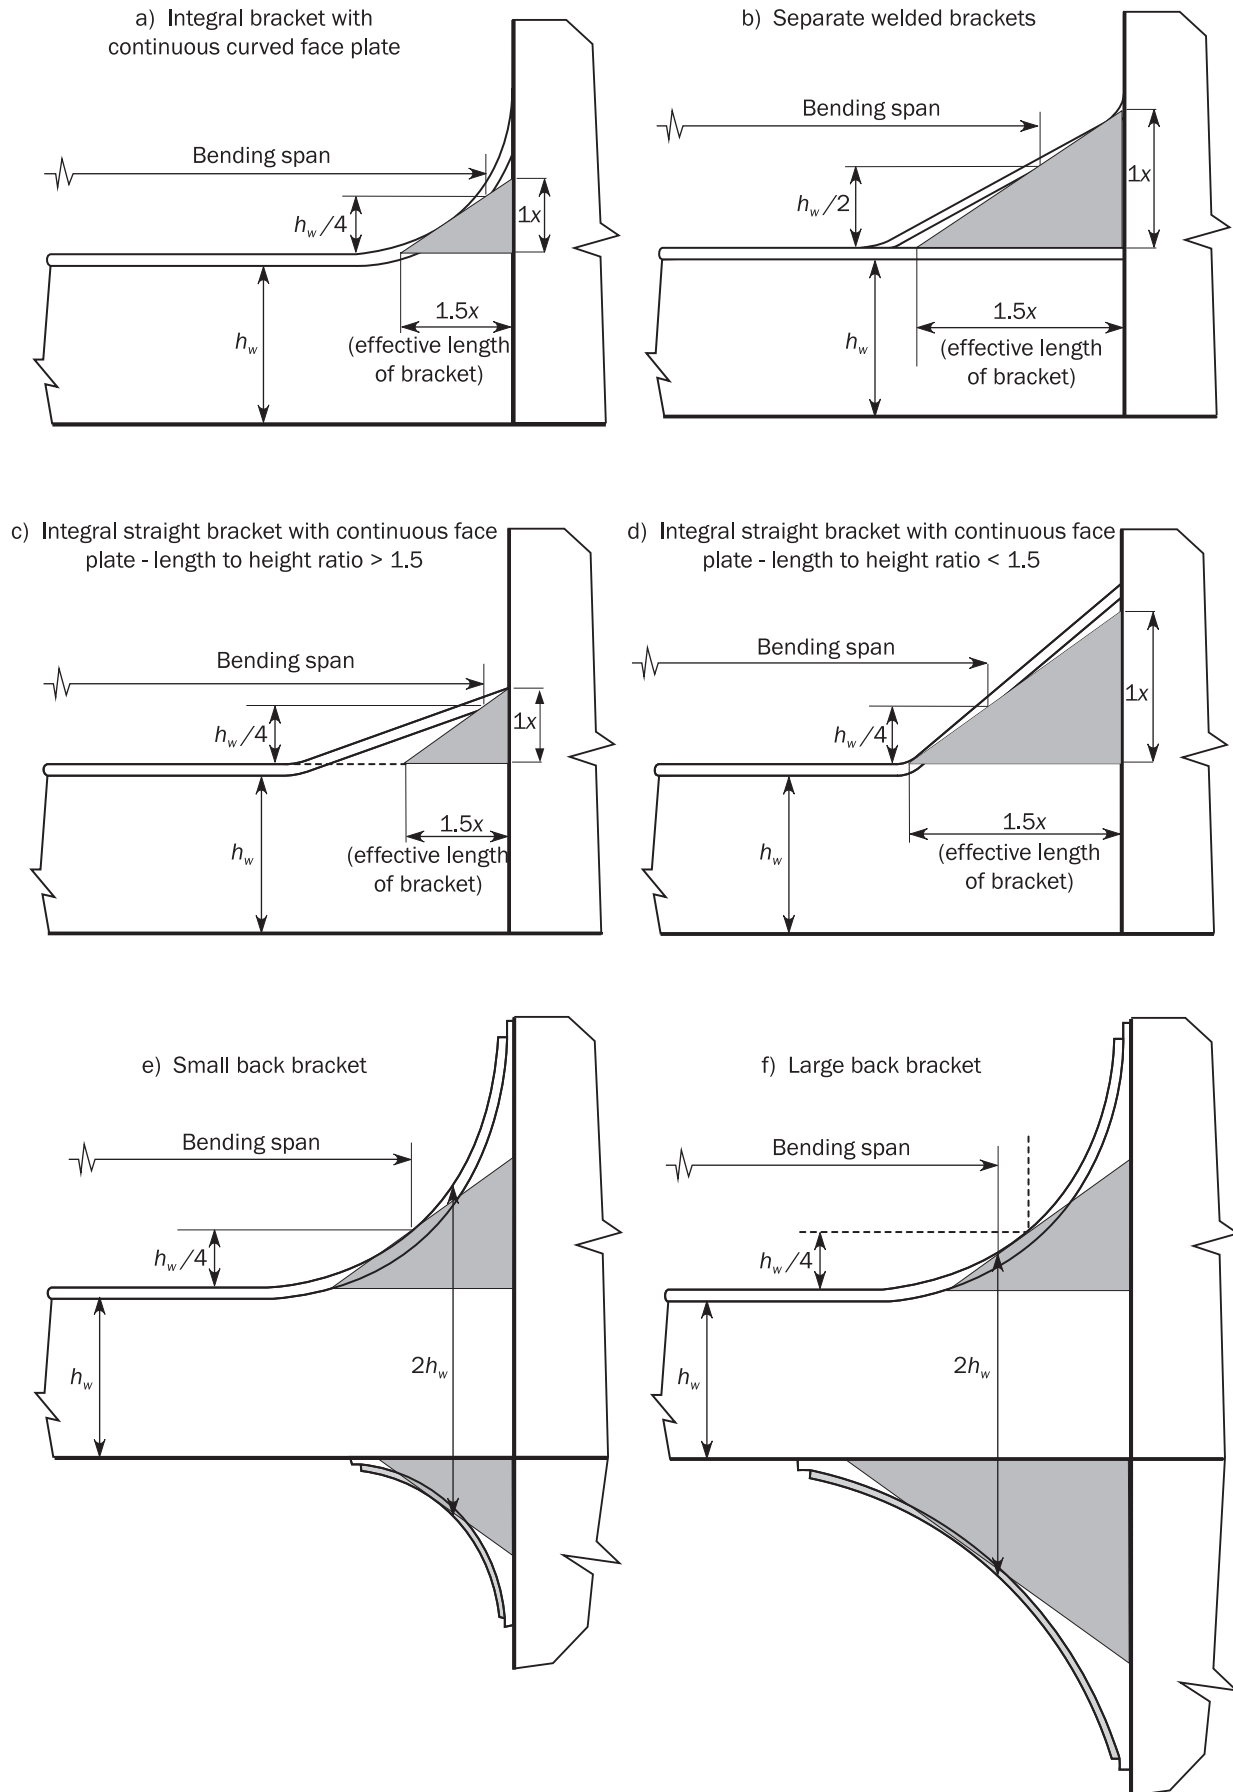 a) Integral bracket with
continuous curved face plate
Bending span
h_w/4
1x
1.5x
(effective length
of bracket)
h_w
b) Separate welded brackets
Bending span
h_w/2
1x
1.5x
(effective length
of bracket)
h_w
c) Integral straight bracket with continuous face
plate - length to height ratio > 1.5
Bending span
h_w/4
1x
1.5x
(effective length
of bracket)
h_w
d) Integral straight bracket with continuous face
plate - length to height ratio < 1.5
Bending span
h_w/4
1x
1.5x
(effective length
of bracket)
h_w
e) Small back bracket
Bending span
h_w/4
h_w
2h_w
f) Large back bracket
Bending span
h_w/4
h_w
2h_w